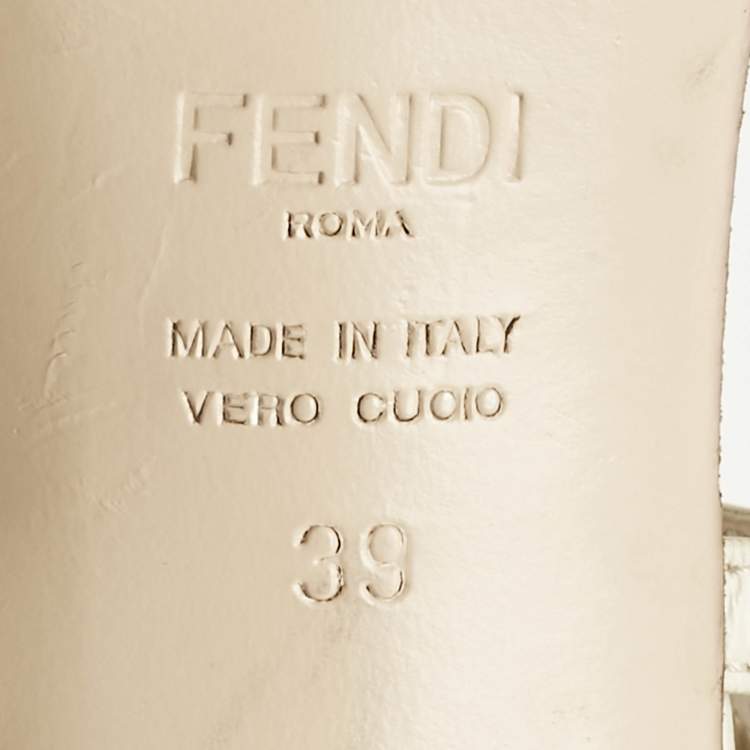 FENDI
ROMA
MADE IN ITALY
VERO CUOIO
39